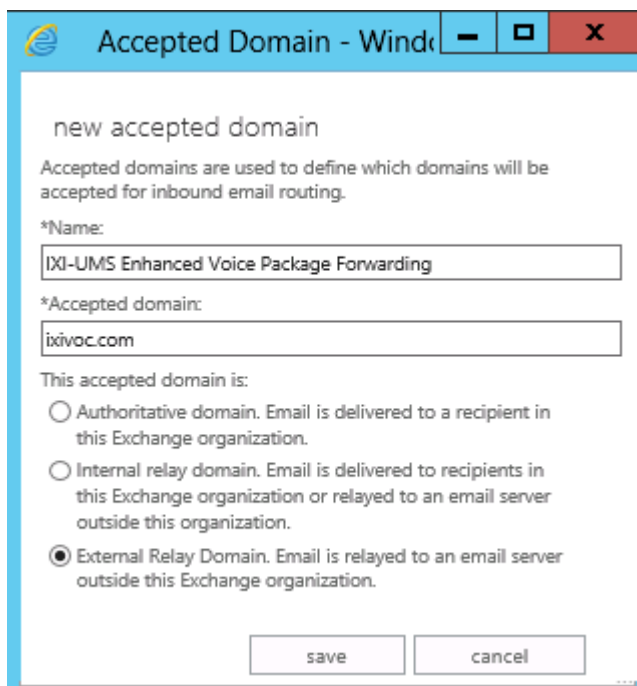 Accepted Domain - Windo
new accepted domain
Accepted domains are used to define which domains will be
accepted for inbound email routing.
*Name:
IXI-UMS Enhanced Voice Package Forwarding
*Accepted domain:
ixivoc.com
This accepted domain is:
Authoritative domain. Email is delivered to a recipient in
this Exchange organization.
Internal relay domain. Email is delivered to recipients in
this Exchange organization or relayed to an email server
outside this organization.
External Relay Domain. Email is relayed to an email server
outside this Exchange organization.
save cancel